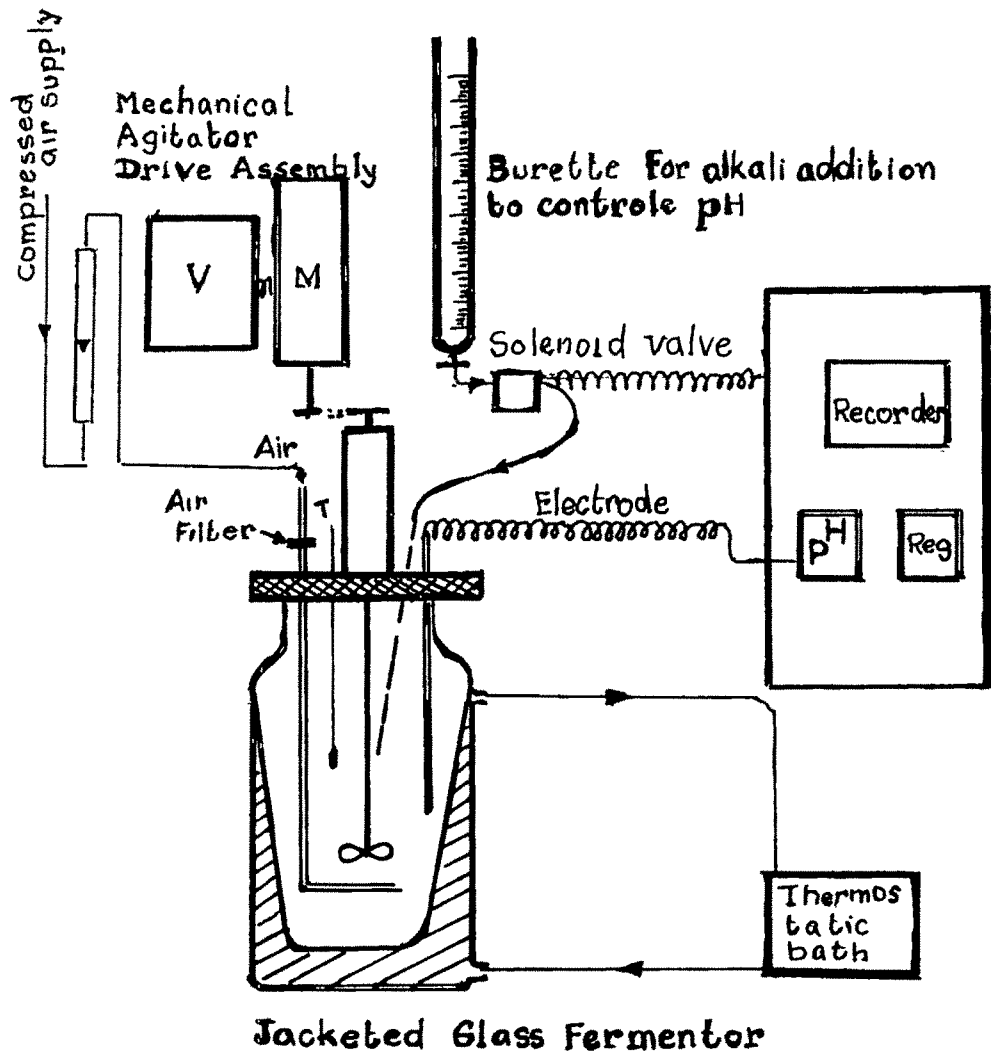 Compressed
air supply
Mechanical
Agitator
Drive Assembly
V
M
Burette for alkali addition
to controle pH
Solenoid valve
Recorder
Air
Air
Filter
T
Electrode
pH
Reg
Thermos
tatic
bath
Jacketed Glass Fermentor